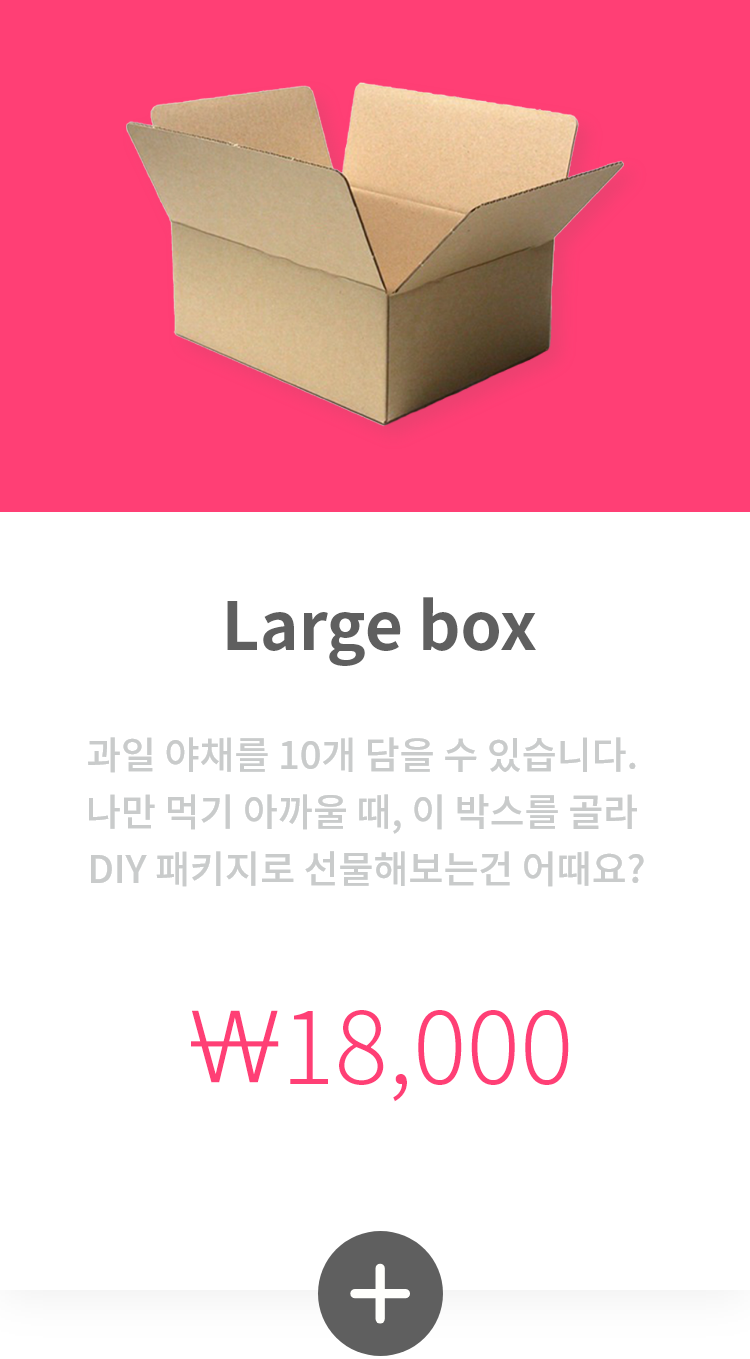 Large box
과일 야채를 10개 담을 수 있습니다.
나만 먹기 아까울 때, 이 박스를 골라
DIY 패키지로 선물해보는건 어때요?
₩18,000